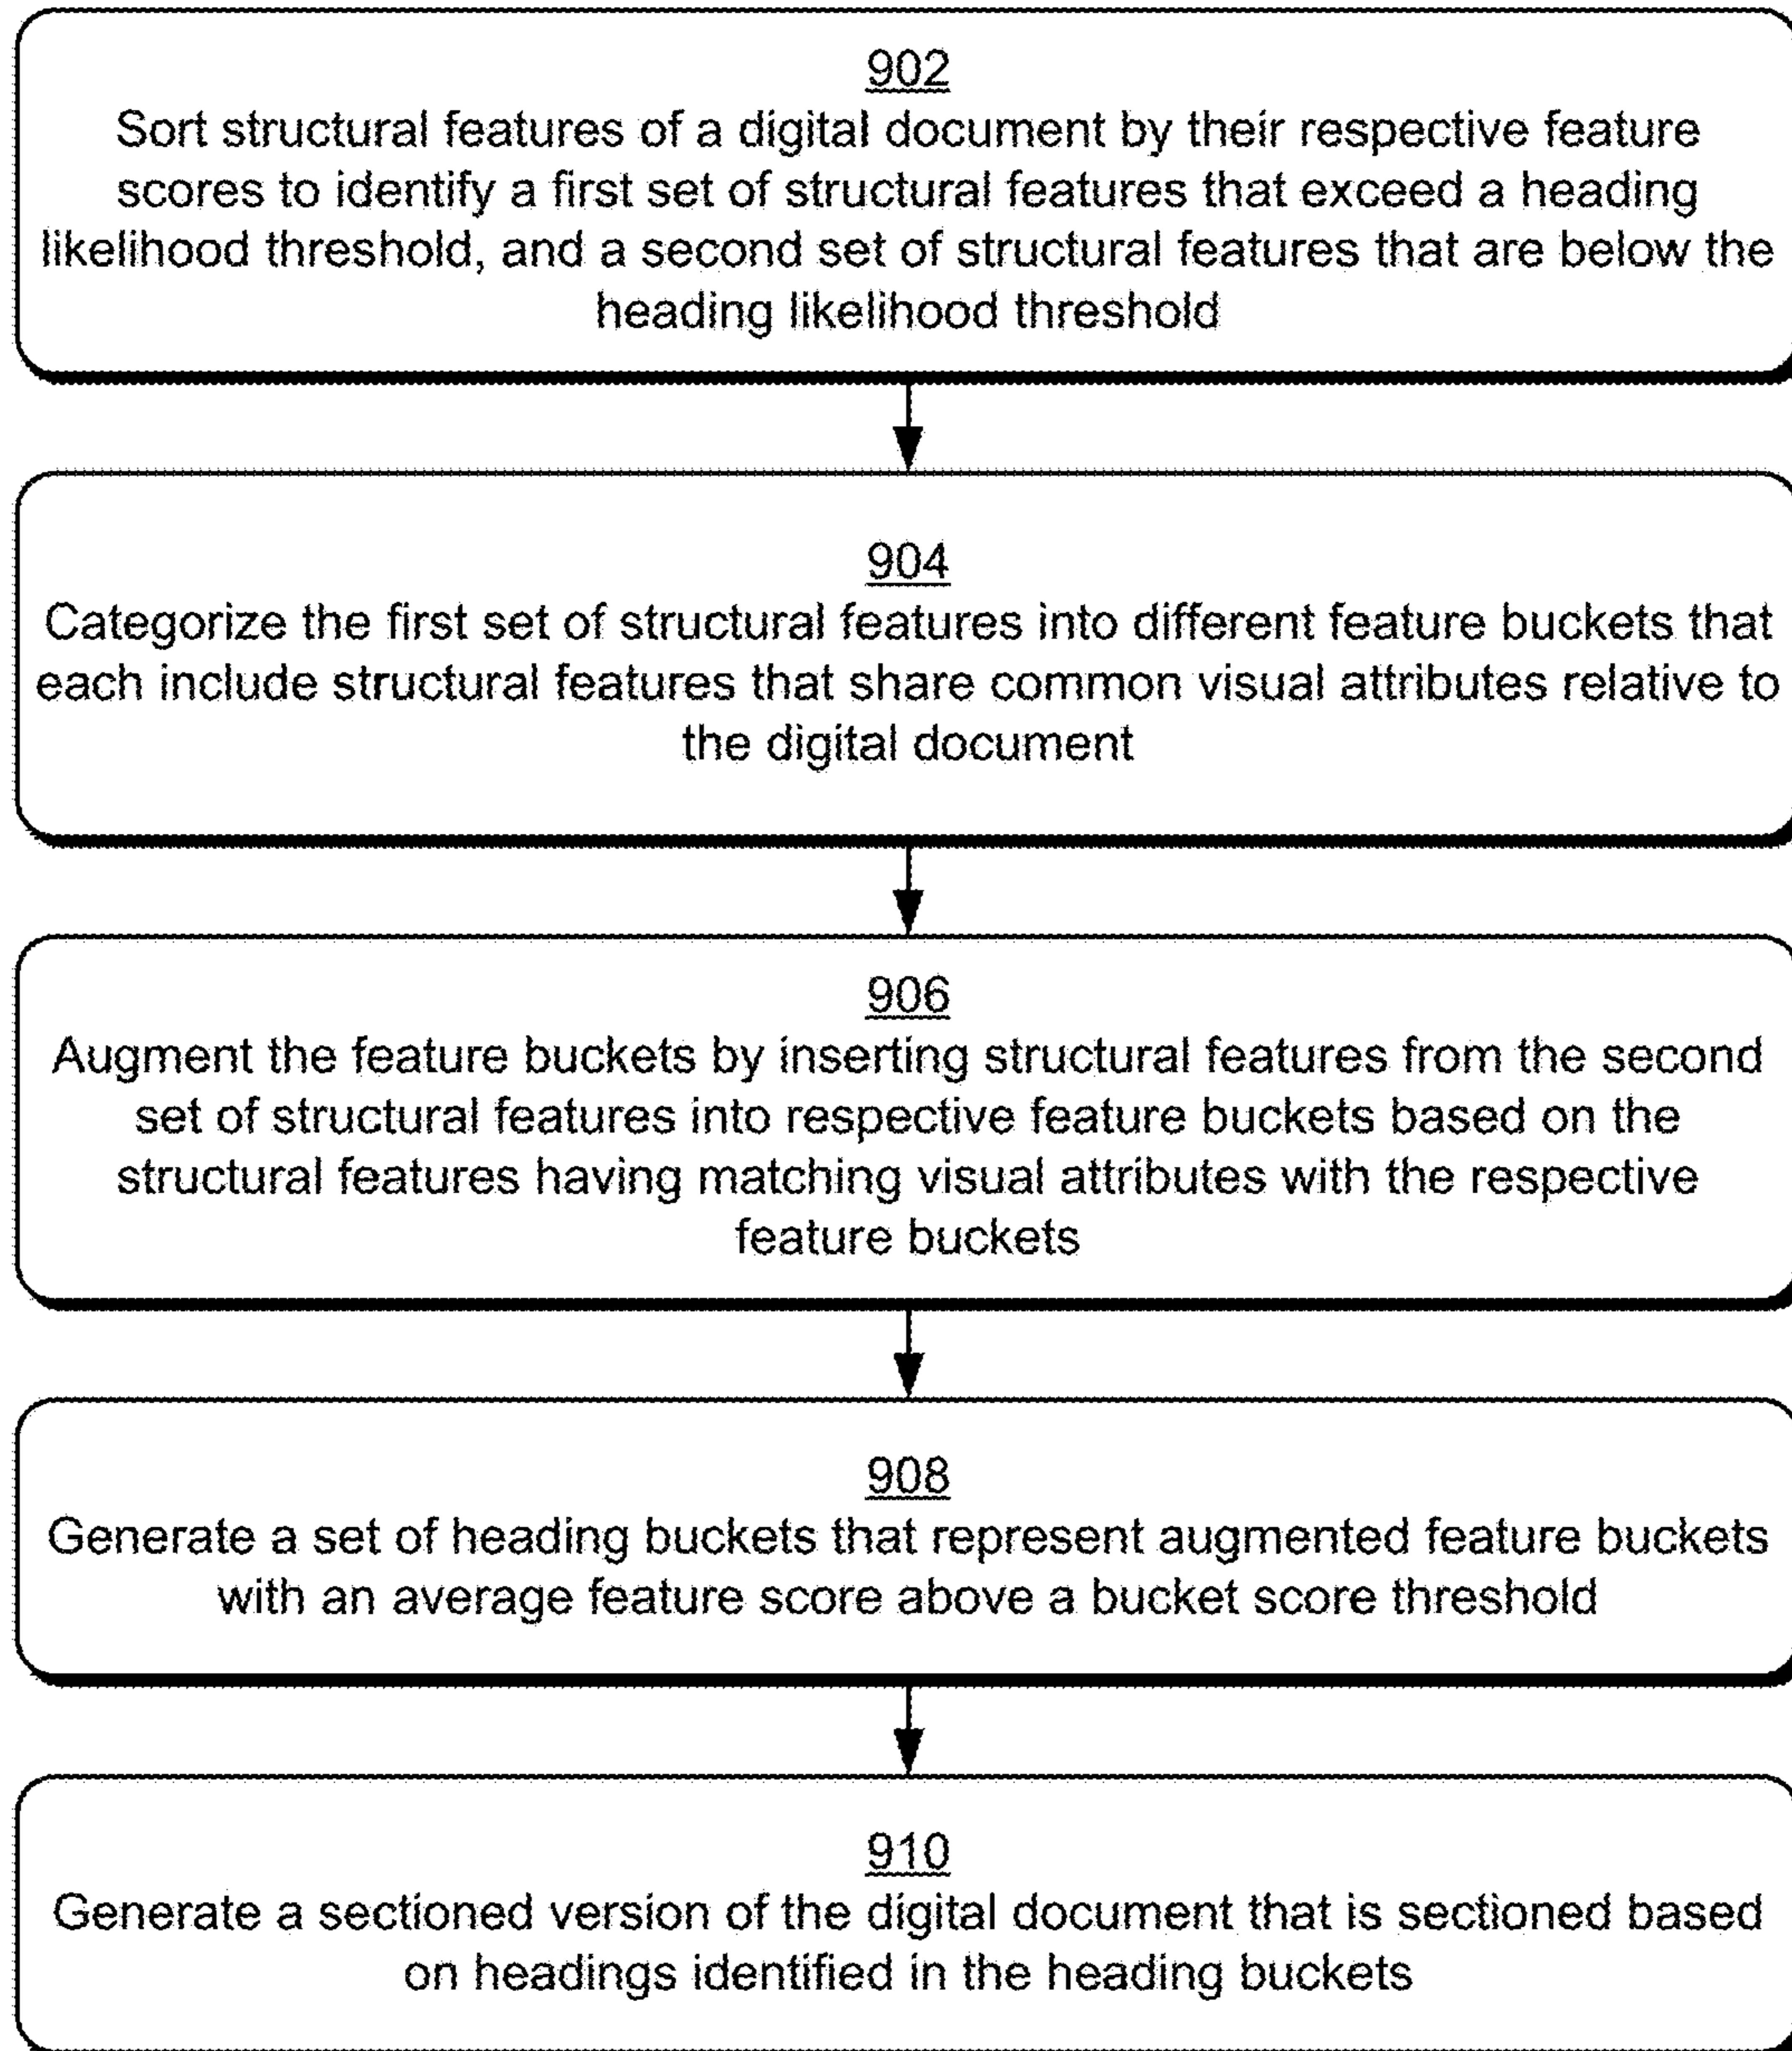 902
Sort structural features of a digital document by their respective feature
scores to identify a first set of structural features that exceed a heading
likelihood threshold, and a second set of structural features that are below the
heading likelihood threshold
904
Categorize the first set of structural features into different feature buckets that
each include structural features that share common visual attributes relative to
the digital document
906
Augment the feature buckets by inserting structural features from the second
set of structural features into respective feature buckets based on the
structural features having matching visual attributes with the respective
feature buckets
908
Generate a set of heading buckets that represent augmented feature buckets
with an average feature score above a bucket score threshold
910
Generate a sectioned version of the digital document that is sectioned based
on headings identified in the heading buckets